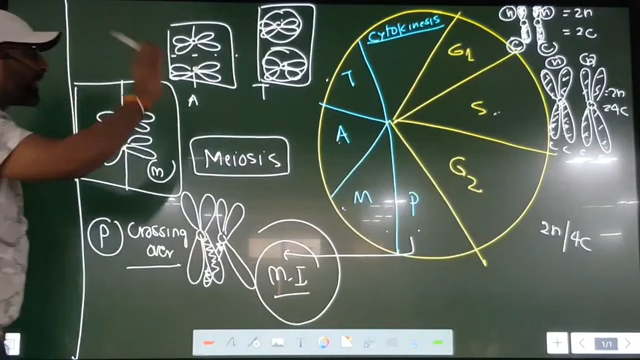 Cytokinesis
G1
S
G2
P
M
A
T
n n = 2n
= 2c
C C
n n
2n
4c
C C C C
2n/4c
A
T
m
Meiosis
P
Crossing
over
M.I
1/1